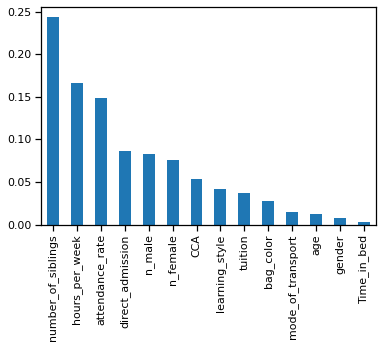 0.25
0.20
0.15
0.10
0.05
0.00
number_of_siblings
hours_per_week
attendance_rate
direct_admission
n_male
n_female
CCA
learning_style
tuition
bag_color
mode_of_transport
age
gender
Time_in_bed